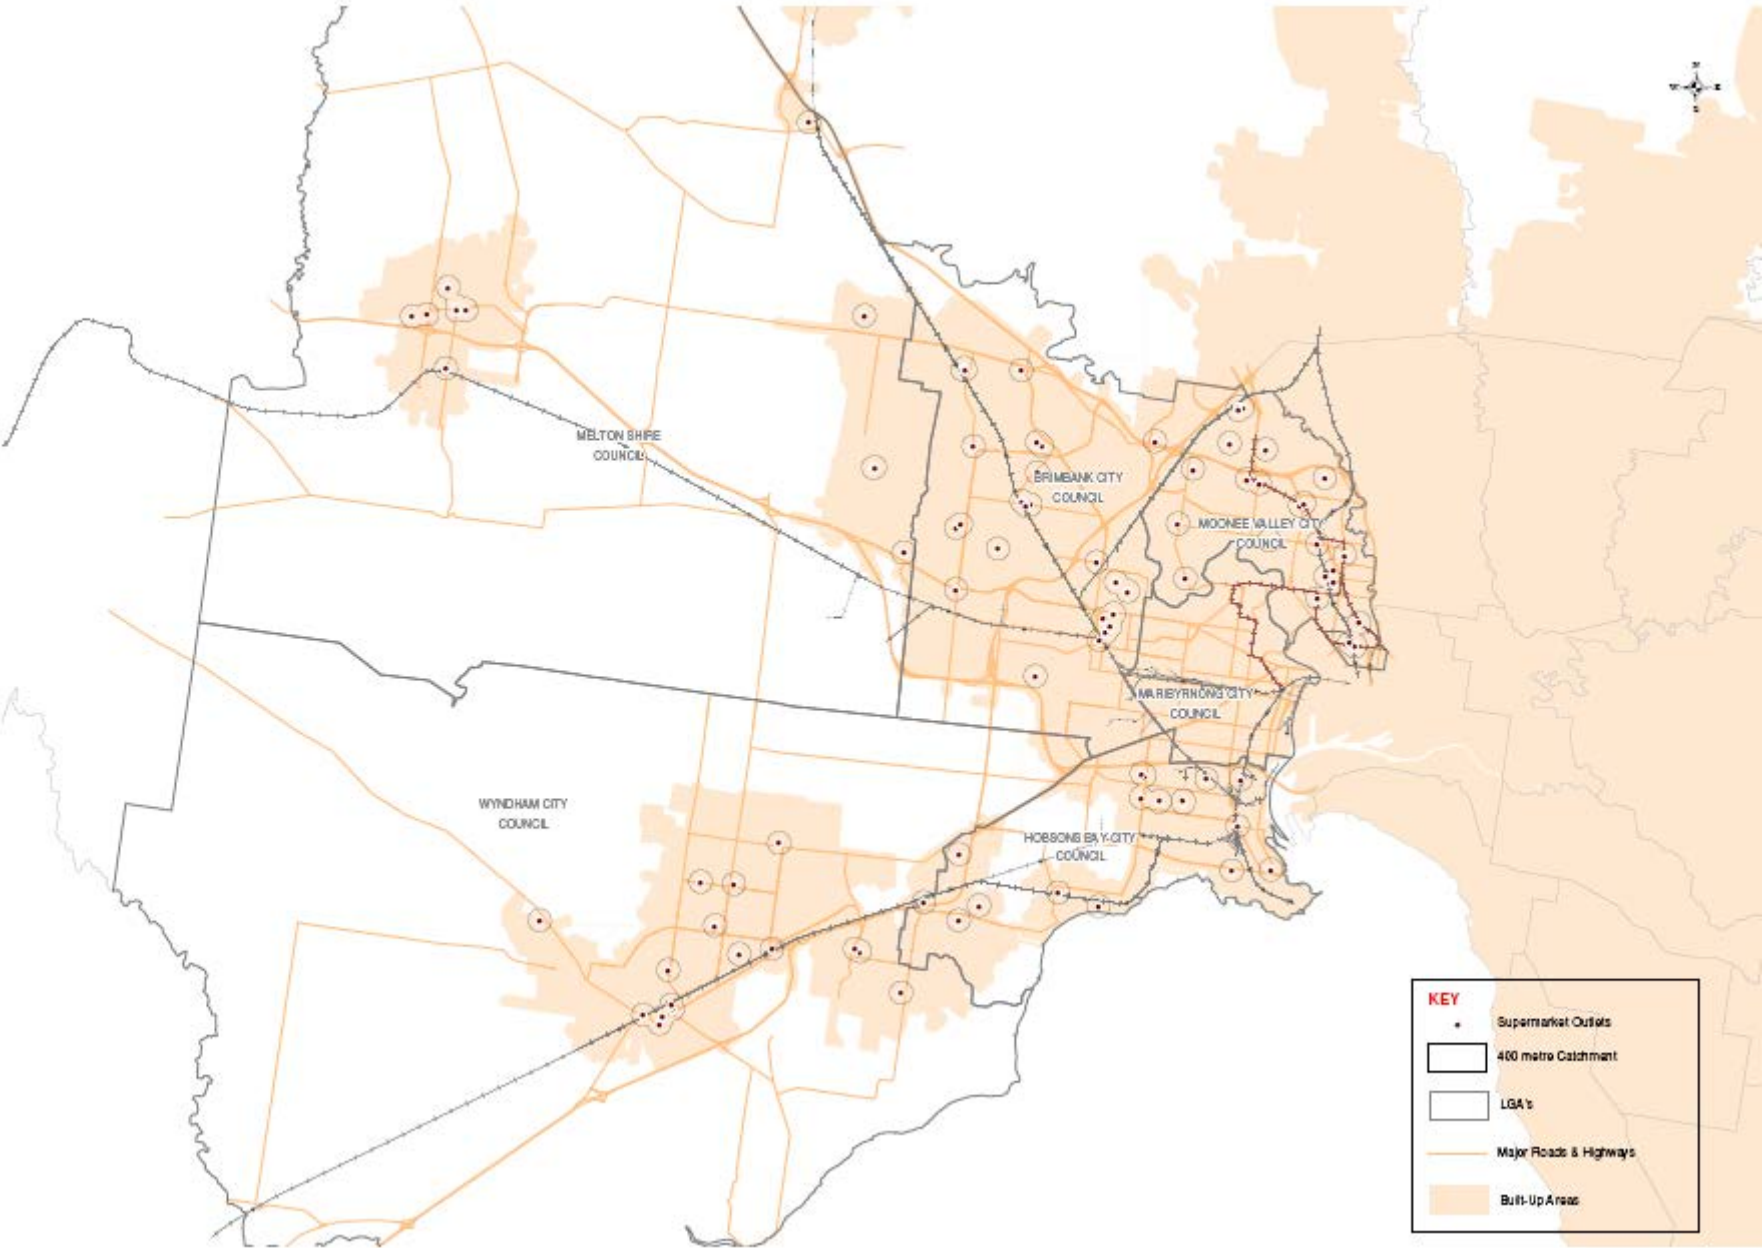 N
W E
S
MELTON SHIRE
COUNCIL
BRIMBANK CITY
COUNCIL
MOONEE VALLEY CITY
COUNCIL
MARIBYRNONG CITY
COUNCIL
WYNDHAM CITY
COUNCIL
HOBSONS BAY CITY
COUNCIL
KEY
Supermarket Outlets
400 metre Catchment
LGA's
Major Roads & Highways
Built-Up Areas